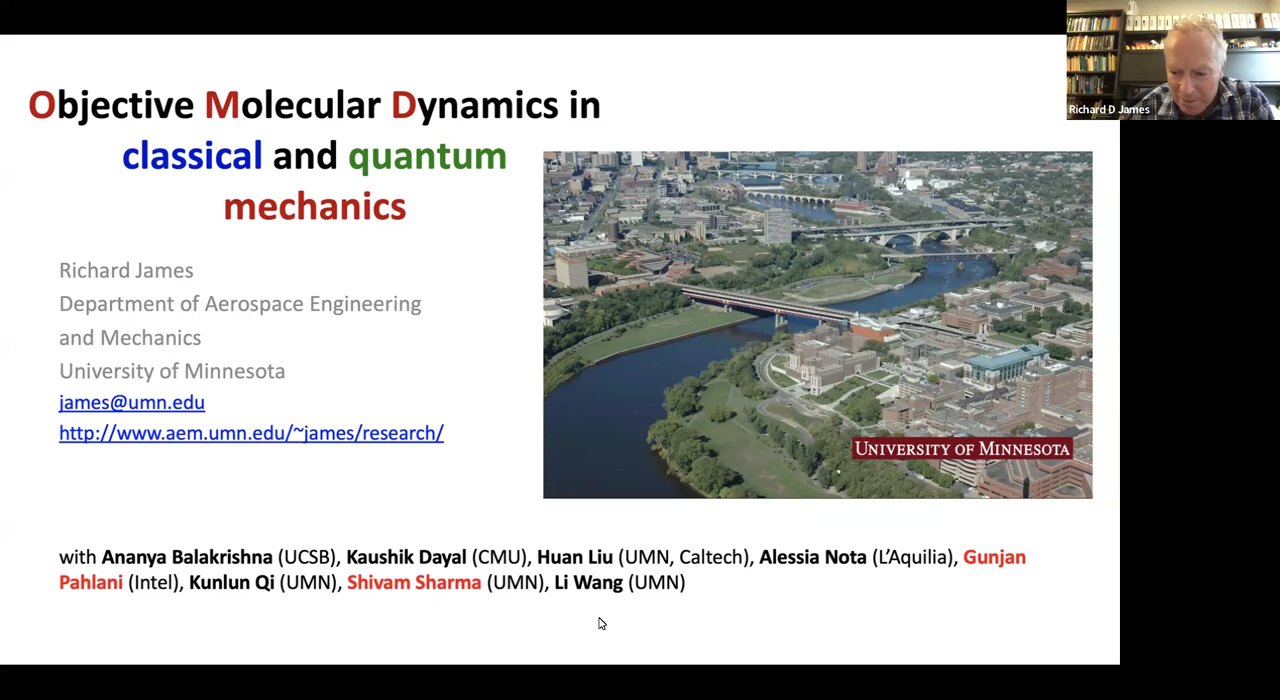 Objective Molecular Dynamics in
classical and quantum
mechanics
Richard James
Department of Aerospace Engineering
and Mechanics
University of Minnesota
james@umn.edu
http://www.aem.umn.edu/~james/research/
UNIVERSITY OF MINNESOTA
with Ananya Balakrishna (UCSB), Kaushik Dayal (CMU), Huan Liu (UMN, Caltech), Alessia Nota (L’Aquilia), Gunjan
Pahlani (Intel), Kunlun Qi (UMN), Shivam Sharma (UMN), Li Wang (UMN)
Richard D James